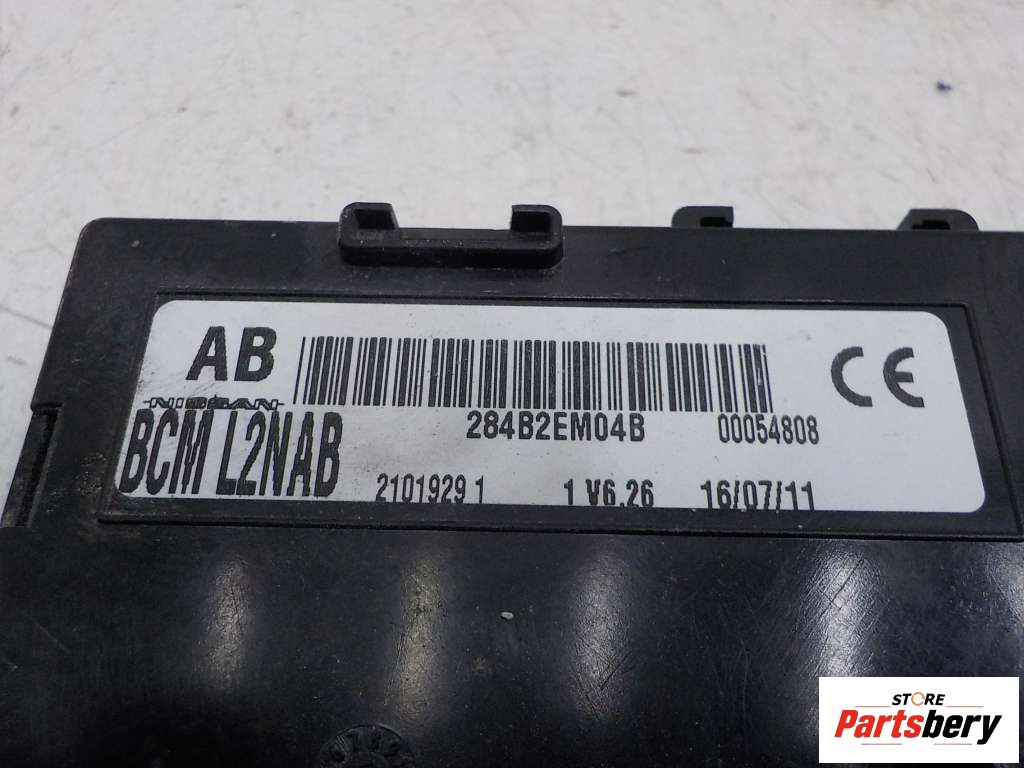 AB
NISSAN
BCM L2NAB
284B2EM04B 00054808
2101929 1 1 V6.26 16/07/11
CE
STORE
Partsbery